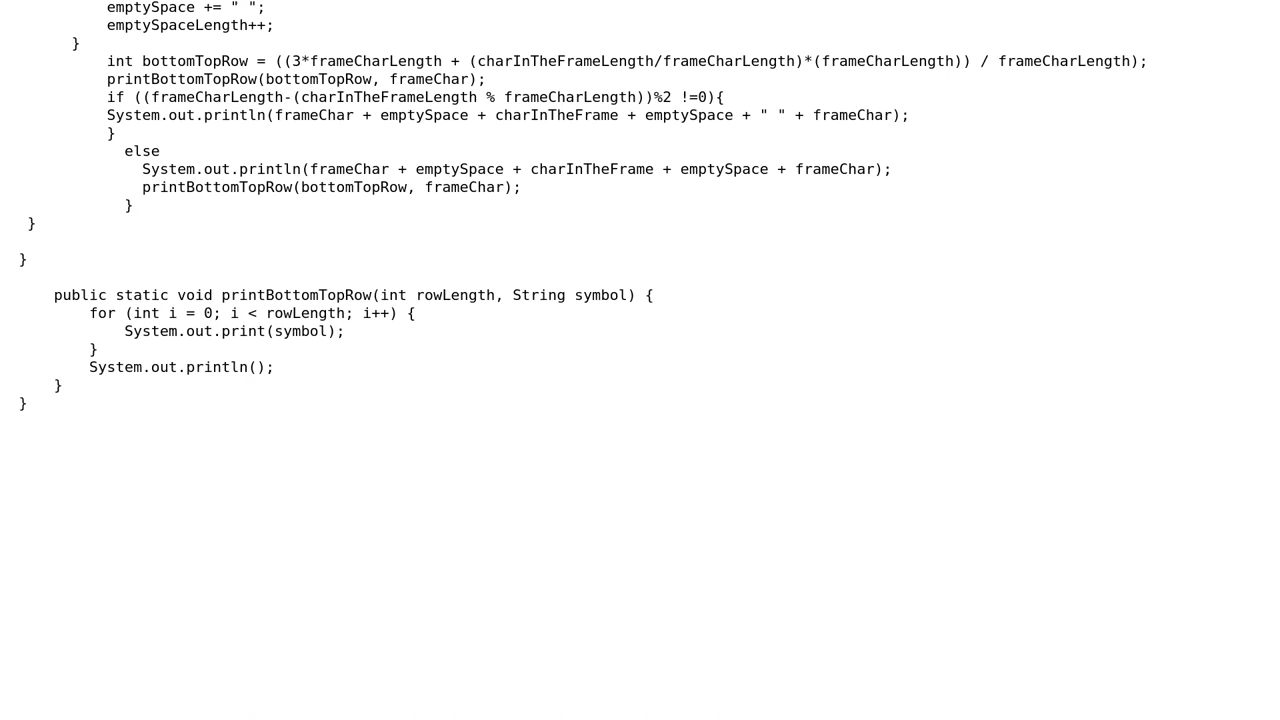 emptySpace += " ";
emptySpaceLength++;
}
int bottomTopRow = ((3*frameCharLength + (charInTheFrameLength/frameCharLength)*(frameCharLength)) / frameCharLength);
printBottomTopRow(bottomTopRow, frameChar);
if ((frameCharLength-(charInTheFrameLength % frameCharLength))%2 !=0){
System.out.println(frameChar + emptySpace + charInTheFrame + emptySpace + " " + frameChar);
}
else
System.out.println(frameChar + emptySpace + charInTheFrame + emptySpace + frameChar);
printBottomTopRow(bottomTopRow, frameChar);
}
}
}
public static void printBottomTopRow(int rowLength, String symbol) {
for (int i = 0; i < rowLength; i++) {
System.out.print(symbol);
}
System.out.println();
}
}